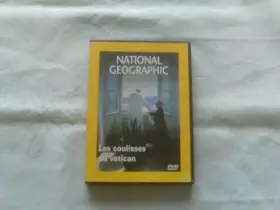 NATIONAL
GEOGRAPHIC
Les coulisses
du vatican
DVD